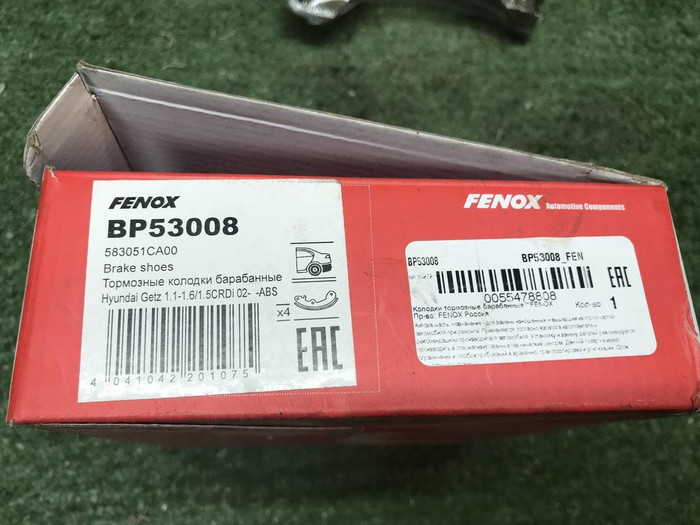 FENOX
BP53008
583051CA00
Brake shoes
Тормозные колодки барабанные
Hyundai Getz 1.1-1.6/1.5CRDi 02- -ABS
x4
EAC
4 041042 201075
FENOX Automotive Components
BP53008 BP53008_FEN
0055478808
EAC
Колодки тормозные барабанные "FENOX
Кол-во: 1
Пр-во: FENOX Россия